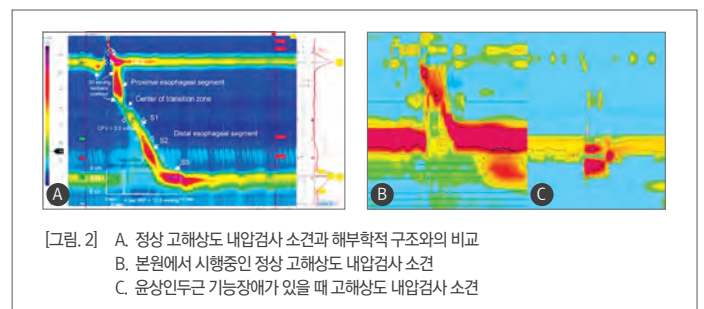 Proximal esophageal segment
Center of transition zone
S1
S2
Distal esophageal segment
S3
A
B
C
[그림. 2] A. 정상 고해상도 내압검사 소견과 해부학적 구조와의 비교
B. 본원에서 시행중인 정상 고해상도 내압검사 소견
C. 윤상인두근 기능장애가 있을 때 고해상도 내압검사 소견